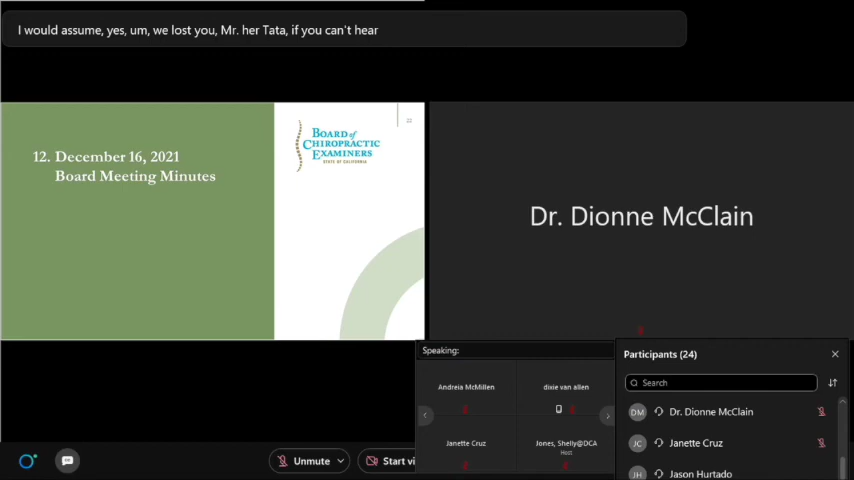 I would assume, yes, um, we lost you, Mr. her Tata, if you can't hear
12. December 16, 2021
Board Meeting Minutes
BOARD of
CHIROPRACTIC
EXAMINERS
STATE OF CALIFORNIA
22
Dr. Dionne McClain
Speaking:
Andreia McMillen
dixie van allen
Janette Cruz
Jones, Shelly@DCA
Host
Participants (24)
Search
DM Dr. Dionne McClain
JC Janette Cruz
JH Jason Hurtado
Unmute
Start vi